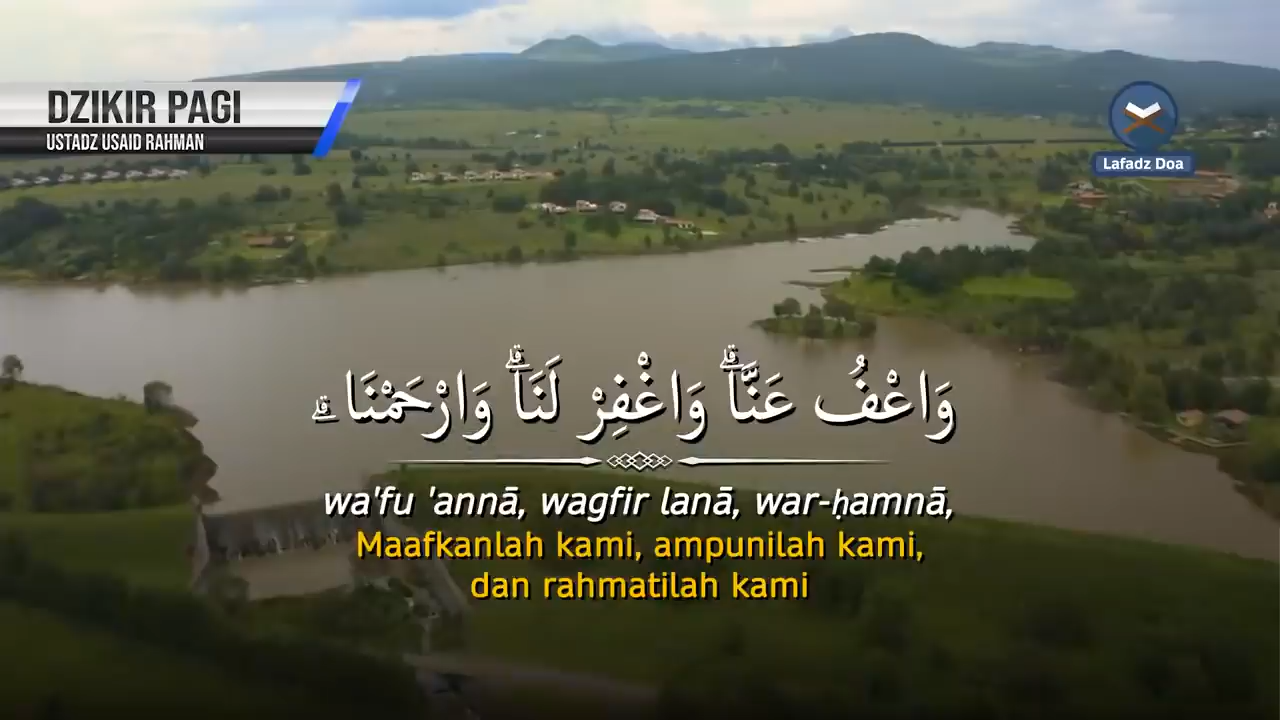 DZIKIR PAGI
USTADZ USAID RAHMAN
Lafadz Doa
وَاعْفُ عَنَّاۗ وَاغْفِرْ لَنَاۗ وَارْحَمْنَاۗ
wa'fu 'annā, wagfir lanā, war-ḥamnā,
Maafkanlah kami, ampunilah kami,
dan rahmatilah kami